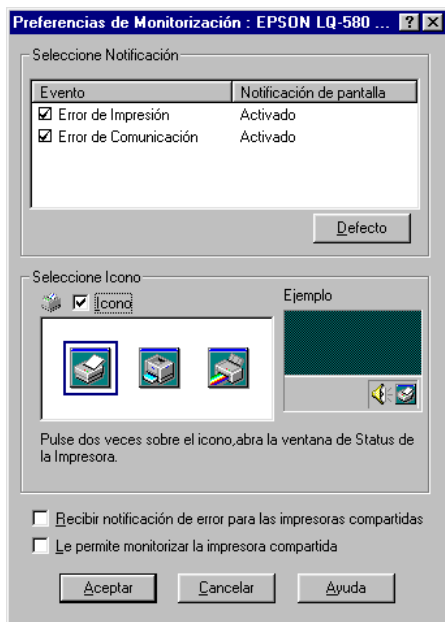 Preferencias de Monitorización : EPSON LQ-580 ...
Seleccione Notificación
Evento Notificación de pantalla
Error de Impresión Activado
Error de Comunicación Activado
Defecto
Seleccione Icono
Icono
Ejemplo
Pulse dos veces sobre el icono,abra la ventana de Status de
la Impresora.
Recibir notificación de error para las impresoras compartidas
Le permite monitorizar la impresora compartida
Aceptar Cancelar Ayuda